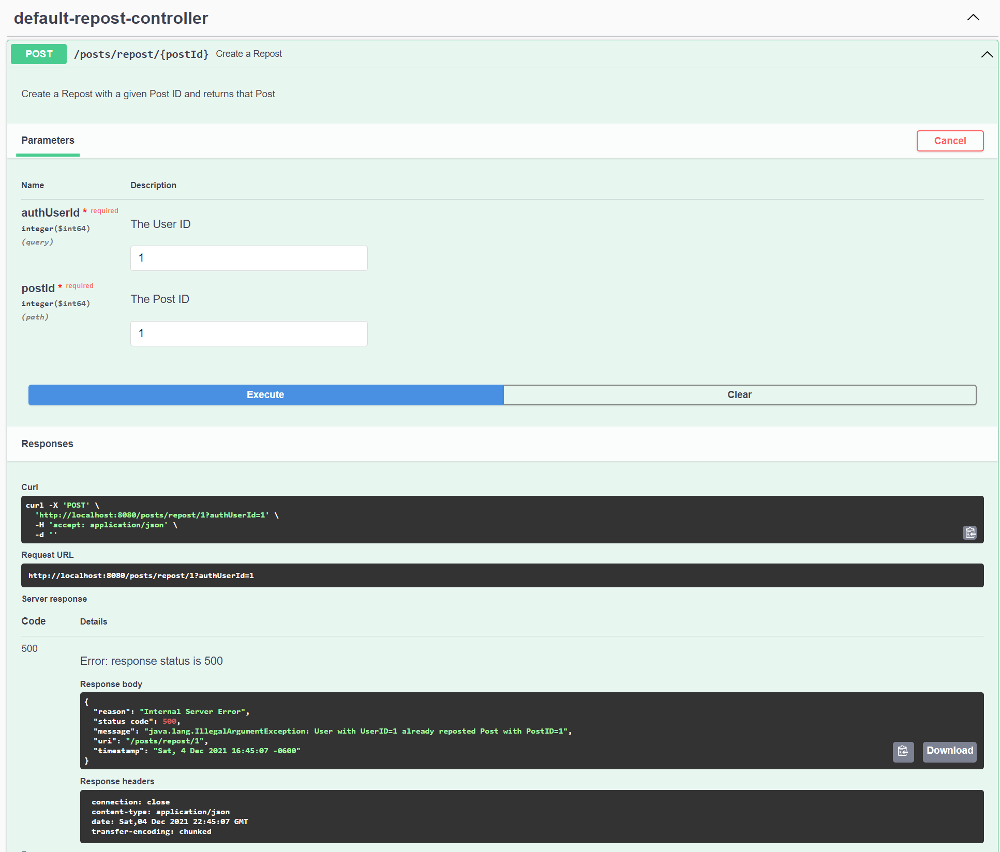 default-repost-controller
POST /posts/repost/{postId} Create a Repost
Create a Repost with a given Post ID and returns that Post
Parameters
Cancel
Name Description
authUserId * required
integer($int64)
(query)
The User ID
1
postId * required
integer($int64)
(path)
The Post ID
1
Execute Clear
Responses
Curl
curl -X 'POST' \
'http://localhost:8080/posts/repost/1?authUserId=1' \
-H 'accept: application/json' \
-d ''
Request URL
http://localhost:8080/posts/repost/1?authUserId=1
Server response
Code Details
500
Error: response status is 500
Response body
{
"reason": "Internal Server Error",
"status code": 500,
"message": "java.lang.IllegalArgumentException: User with UserID=1 already reposted Post with PostID=1",
"uri": "/posts/repost/1",
"timestamp": "Sat, 4 Dec 2021 16:45:07 -0600"
}
Download
Response headers
connection: close
content-type: application/json
date: Sat,04 Dec 2021 22:45:07 GMT
transfer-encoding: chunked